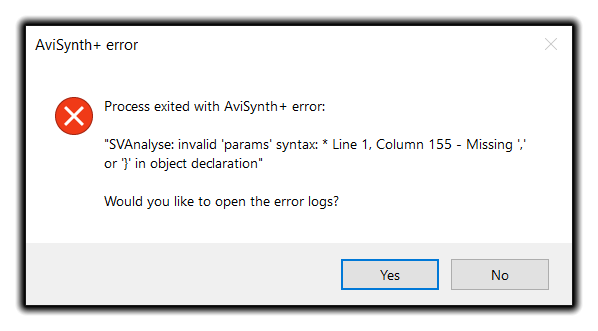 AviSynth+ error
Process exited with AviSynth+ error:
"SVAnalyse: invalid 'params' syntax: * Line 1, Column 155 - Missing ','
or '}' in object declaration"
Would you like to open the error logs?
Yes
No